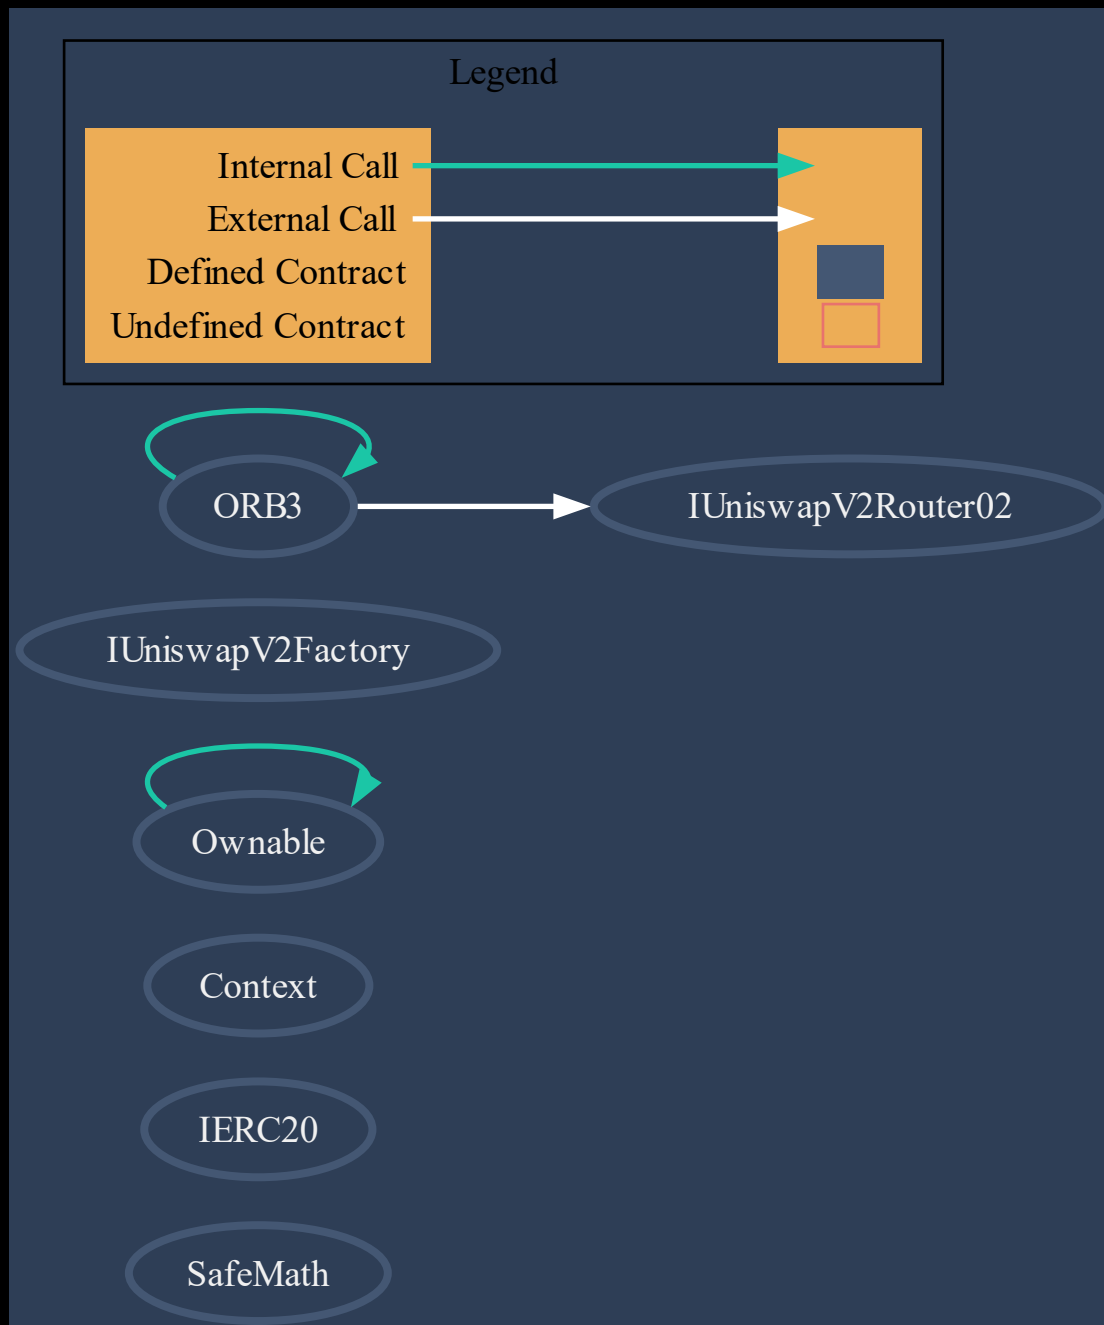 Legend
Internal Call
External Call
Defined Contract
Undefined Contract
ORB3
IUniswapV2Router02
IUniswapV2Factory
Ownable
Context
IERC20
SafeMath